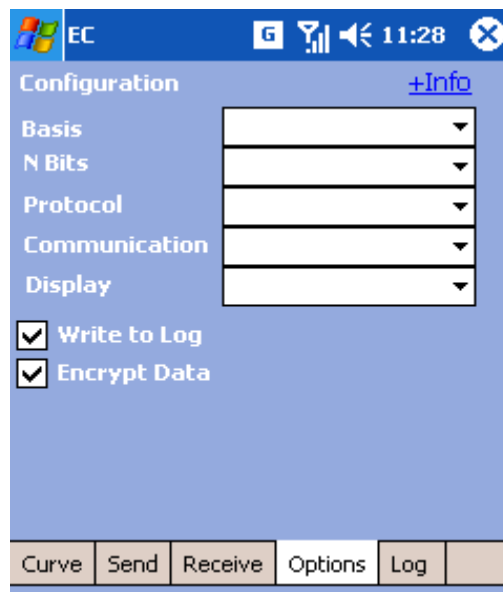 EC G 11:28
Configuration +Info
Basis
N Bits
Protocol
Communication
Display
Write to Log
Encrypt Data
Curve Send Receive Options Log